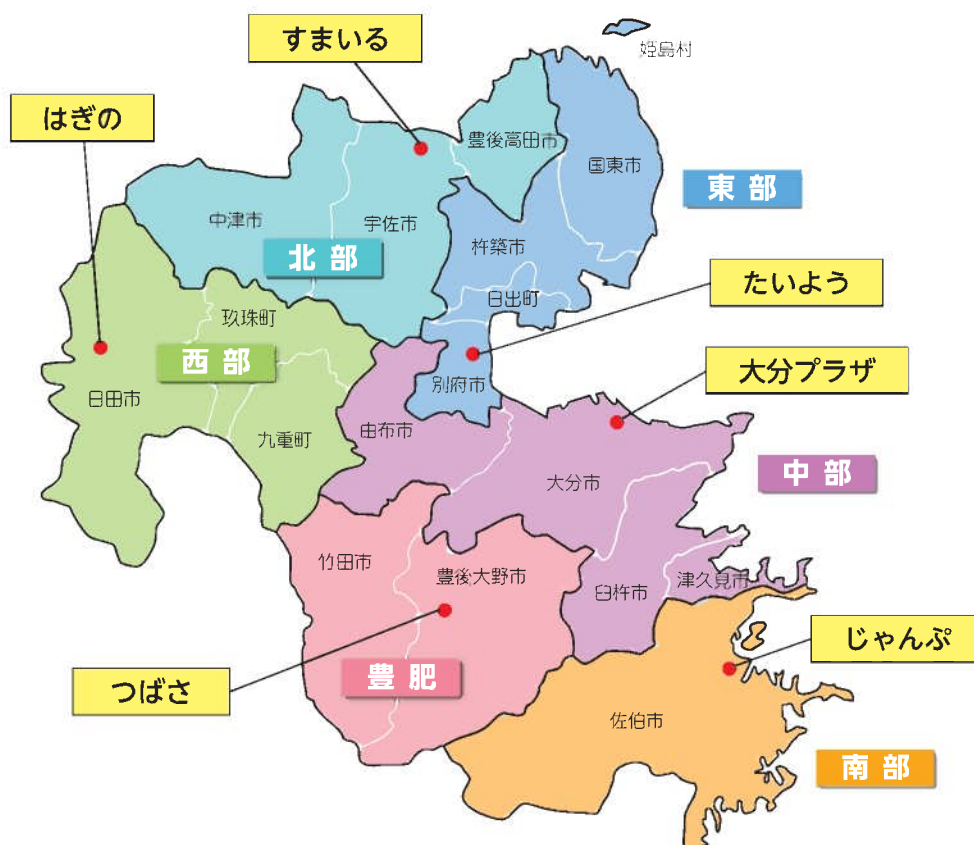 すまいる
姫島村
はぎの
豊後高田市
国東市
東部
中津市
宇佐市
北部
杵築市
たいよう
日出町
玖珠町
西部
大分プラザ
別府市
日田市
由布市
九重町
中部
大分市
竹田市
豊後大野市
臼杵市
津久見市
じゃんぷ
つばさ
豊肥
佐伯市
南部